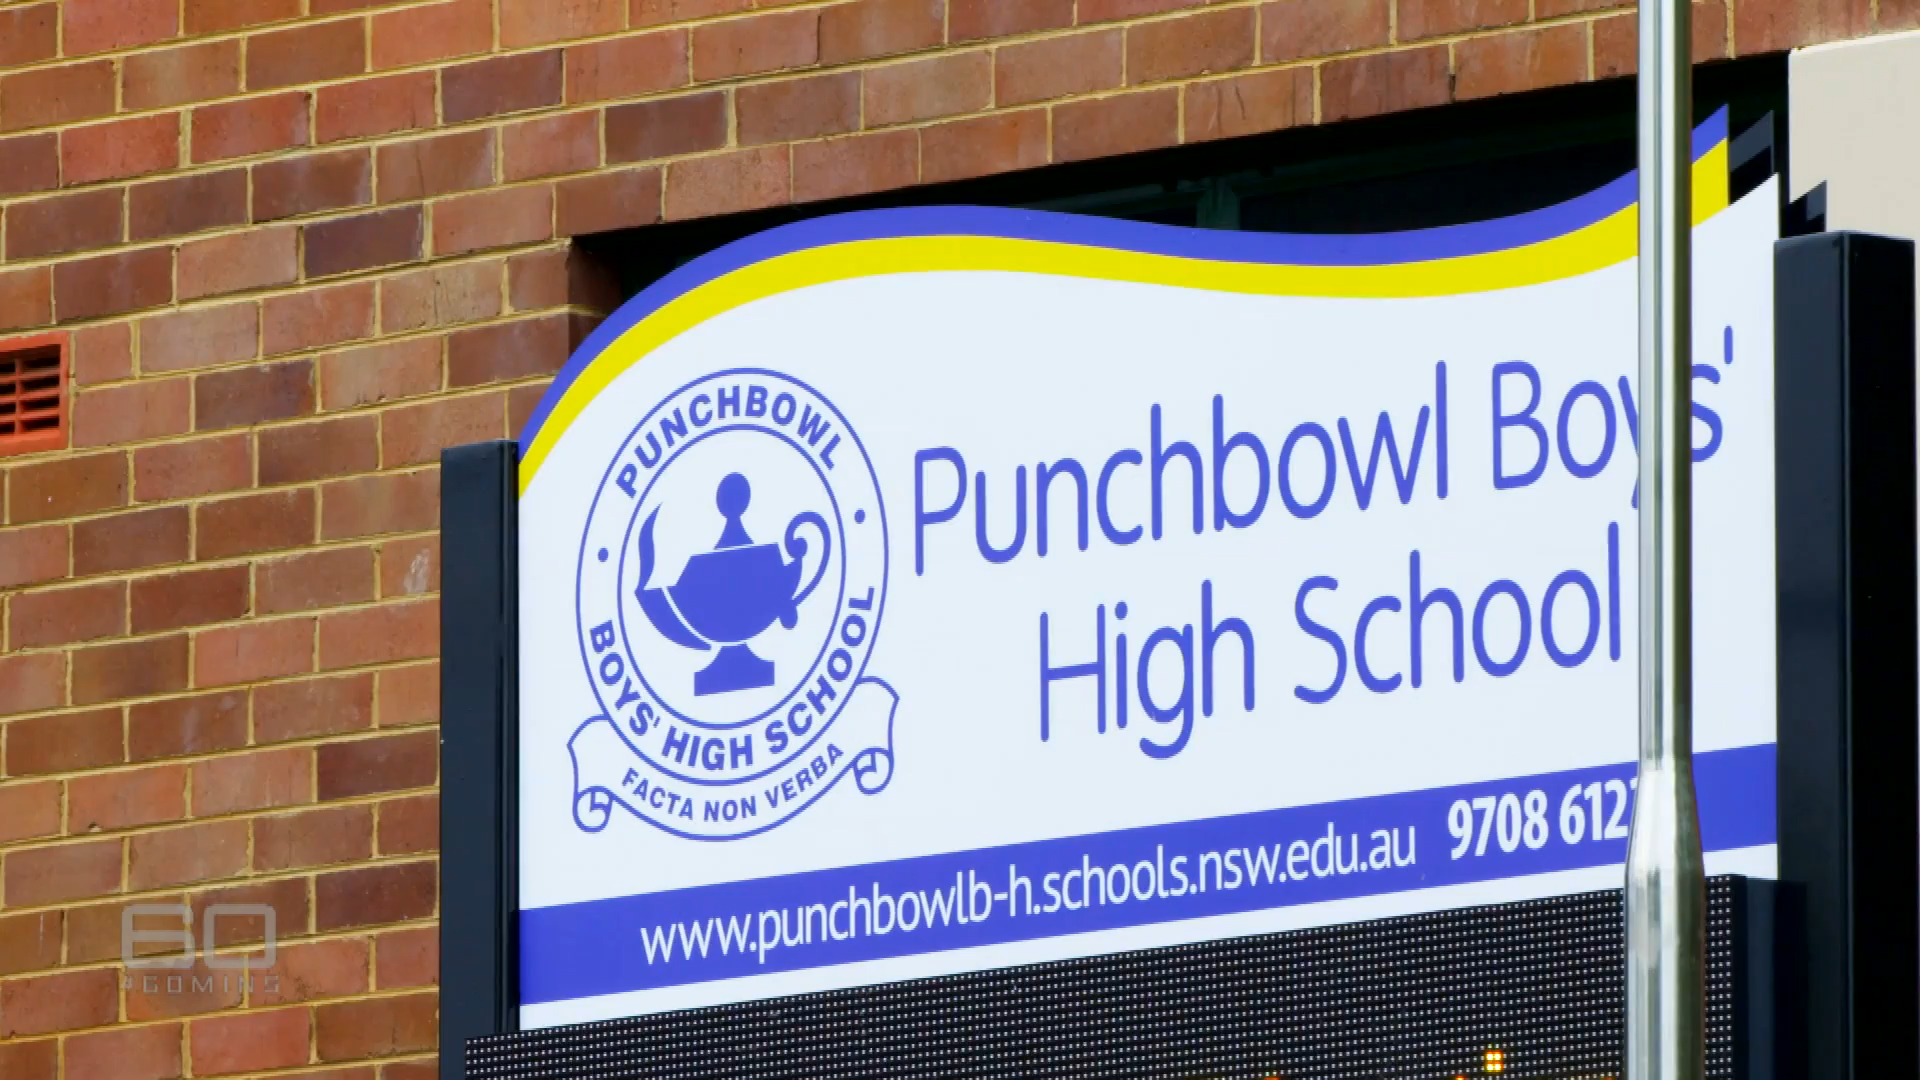 PUNCHBOWL
BOYS' HIGH SCHOOL
FACTA NON VERBA
Punchbowl Boys'
High School
www.punchbowlb-h.schools.nsw.edu.au 9708 612
60
#COMING